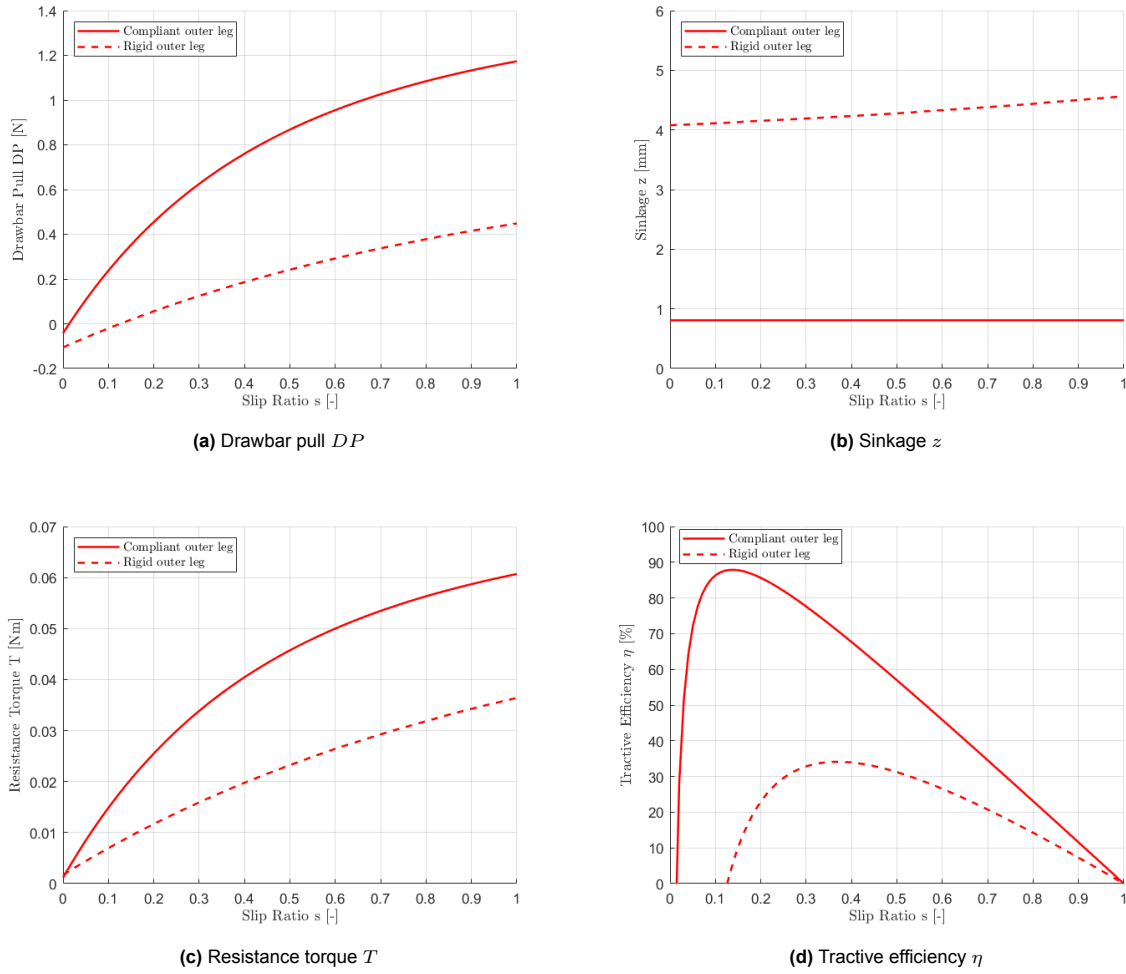 Drawbar Pull DP [N]
1.4
1.2
1
0.8
0.6
0.4
0.2
0
-0.2
Compliant outer leg
Rigid outer leg
0 0.1 0.2 0.3 0.4 0.5 0.6 0.7 0.8 0.9 1
Slip Ratio s [-]
(a) Drawbar pull DP
Sinkage z [mm]
6
5
4
3
2
1
0
Compliant outer leg
Rigid outer leg
0 0.1 0.2 0.3 0.4 0.5 0.6 0.7 0.8 0.9 1
Slip Ratio s [-]
(b) Sinkage z
Resistance Torque T [Nm]
0.07
0.06
0.05
0.04
0.03
0.02
0.01
0
Compliant outer leg
Rigid outer leg
0 0.1 0.2 0.3 0.4 0.5 0.6 0.7 0.8 0.9 1
Slip Ratio s [-]
(c) Resistance torque T
Tractive Efficiency η [%]
100
90
80
70
60
50
40
30
20
10
0
Compliant outer leg
Rigid outer leg
0 0.1 0.2 0.3 0.4 0.5 0.6 0.7 0.8 0.9 1
Slip Ratio s [-]
(d) Tractive efficiency η